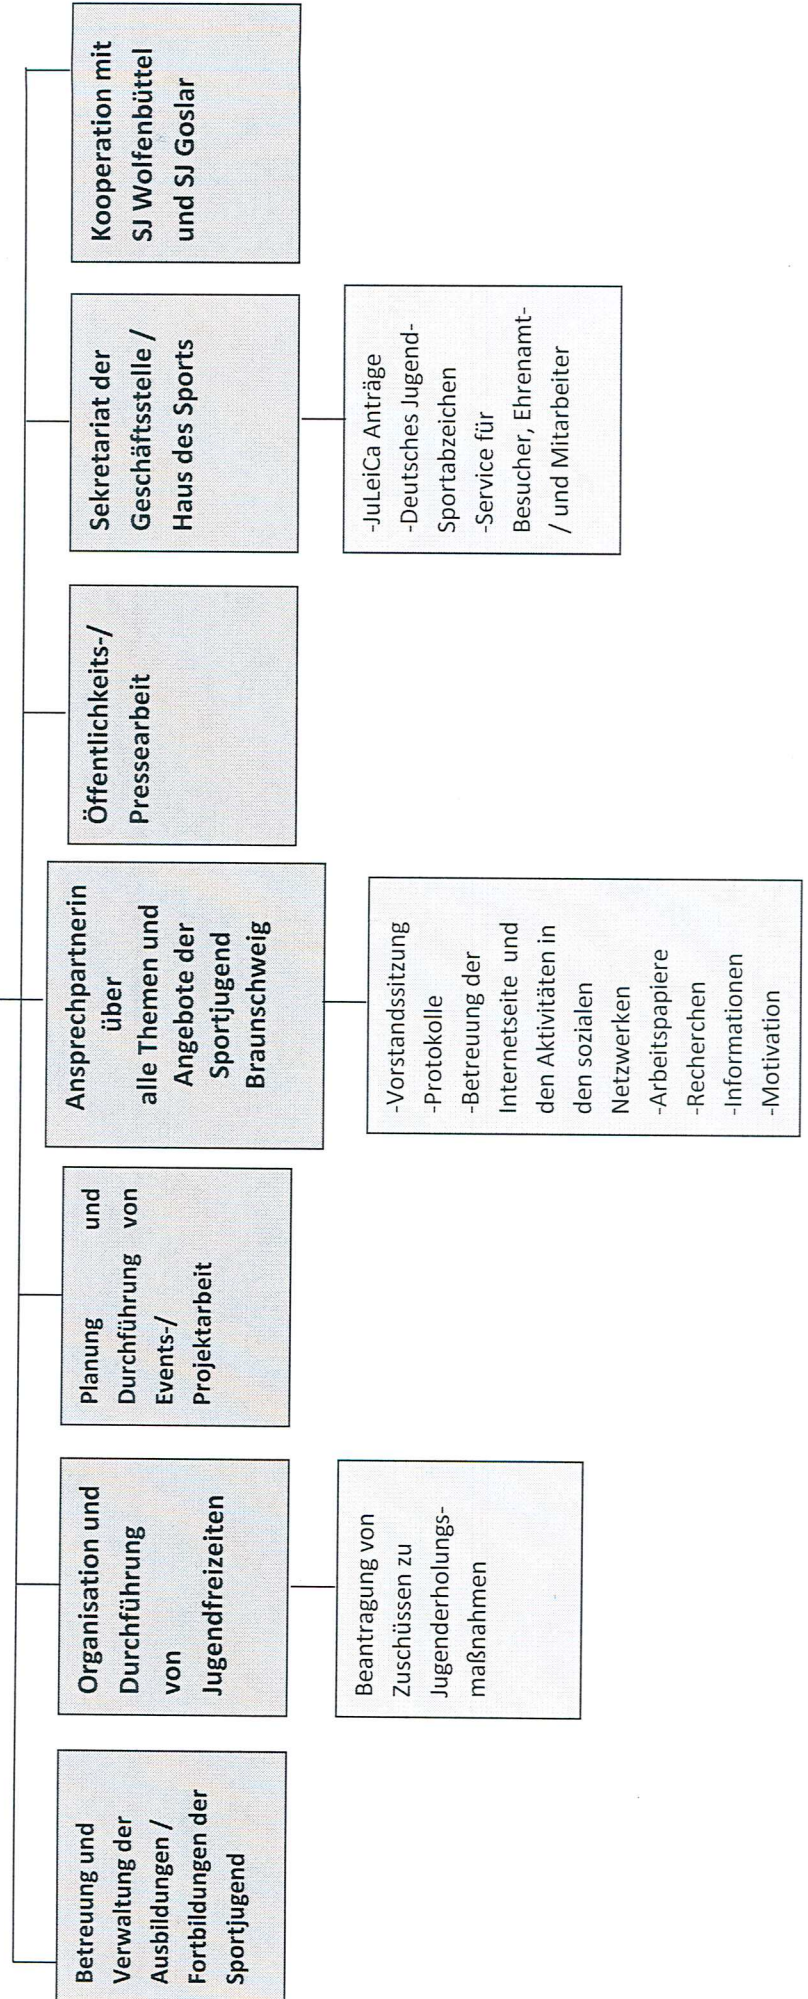 Betreuung und
Verwaltung der
Ausbildungen /
Fortbildungen der
Sportjugend
Organisation und
Durchführung
von
Jugendfreizeiten
Beantragung von
Zuschüssen zu
Jugenderholungs-
maßnahmen
Planung und
Durchführung von
Events-/
Projektarbeit
Ansprechpartnerin
über
alle Themen und
Angebote der
Sportjugend
Braunschweig
-Vorstandssitzung
-Protokolle
-Betreuung der
Internetseite und
den Aktivitäten in
den sozialen
Netzwerken
-Arbeitspapiere
-Recherchen
-Informationen
-Motivation
Öffentlichkeits-/
Pressearbeit
Sekretariat der
Geschäftsstelle /
Haus des Sports
-JuLeiCa Anträge
-Deutsches Jugend-
Sportabzeichen
-Service für
Besucher, Ehrenamt-
/ und Mitarbeiter
Kooperation mit
SJ Wolfenbüttel
und SJ Goslar